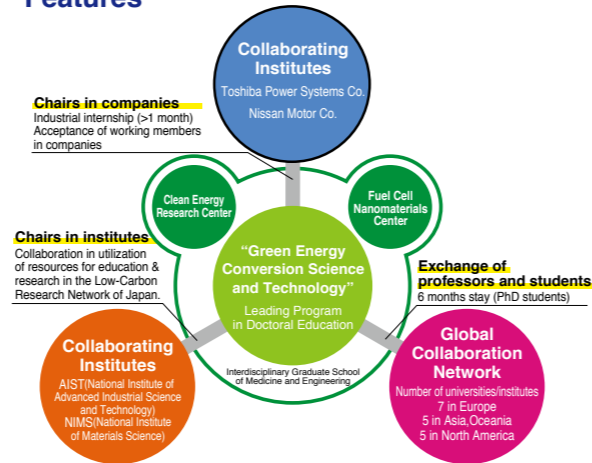 Features
Collaborating
Institutes
Toshiba Power Systems Co.
Nissan Motor Co.
Chairs in companies
Industrial internship (>1 month)
Acceptance of working members
in companies
Clean Energy
Research Center
Fuel Cell
Nanomaterials
Center
Chairs in institutes
Collaboration in utilization
of resources for education &
research in the Low-Carbon
Research Network of Japan.
"Green Energy
Conversion Science
and Technology"
Leading Program
in Doctoral Education
Exchange of
professors and students
6 months stay (PhD students)
Collaborating
Institutes
AIST(National Institute of
Advanced Industrial Science
and Technology)
NIMS(National Institute
of Materials Science)
Interdisciplinary Graduate School
of Medicine and Engineering
Global
Collaboration
Network
Number of universities/institutes
7 in Europe
5 in Asia,Oceania
5 in North America